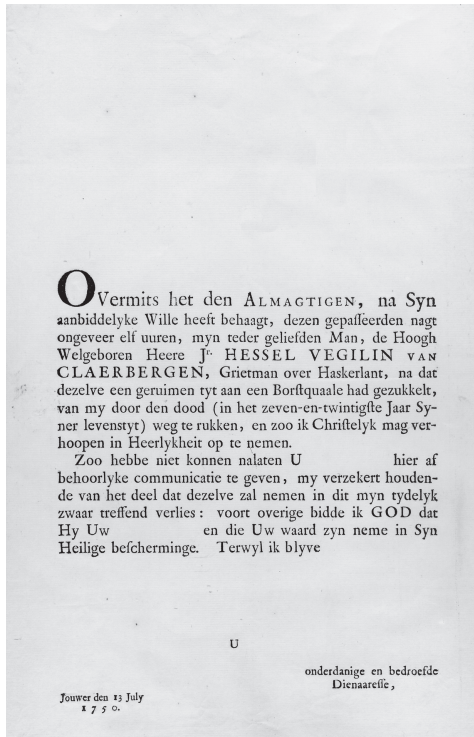 OVermits het den ALMAGTIGEN, na Syn
aanbiddelyke Wille heeft behaagt, dezen gepaſſeerden nagt
ongeveer elf uuren, myn teder geliefden Man, de Hoogh
Welgeboren Heere Jr. HESSEL VEGILIN VAN
CLAERBERGEN, Grietman over Haskerlant, na dat
dezelve een geruimen tyt aan een Borſtquaale had gezukkelt,
van my door den dood (in het zeven-en-twintigſte Jaar Sy-
ner levenstyt) weg te rukken, en zoo ik Chriſtelyk mag ver-
hoopen in Heerlykheit op te nemen.
Zoo hebbe niet konnen nalaten U hier af
behoorlyke communicatie te geven, my verzekert houden-
de van het deel dat dezelve zal nemen in dit myn tydelyk
zwaar treffend verlies: voort overige bidde ik GOD dat
Hy Uw en die Uw waard zyn neme in Syn
Heilige beſcherminge. Terwyl ik blyve
U
onderdanige en bedroefde
Dienaareſſe,
Jouwer den 13 July
1750.